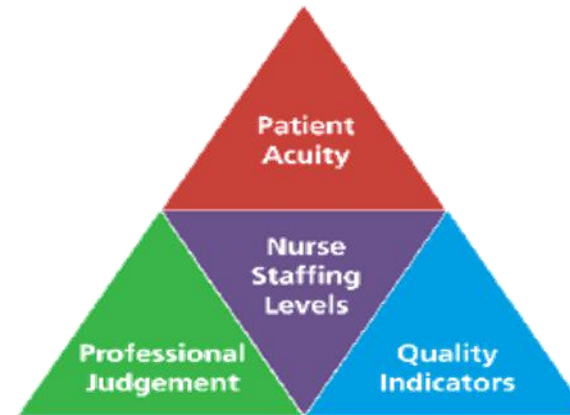 Patient
Acuity
Nurse
Staffing
Levels
Professional
Judgement
Quality
Indicators